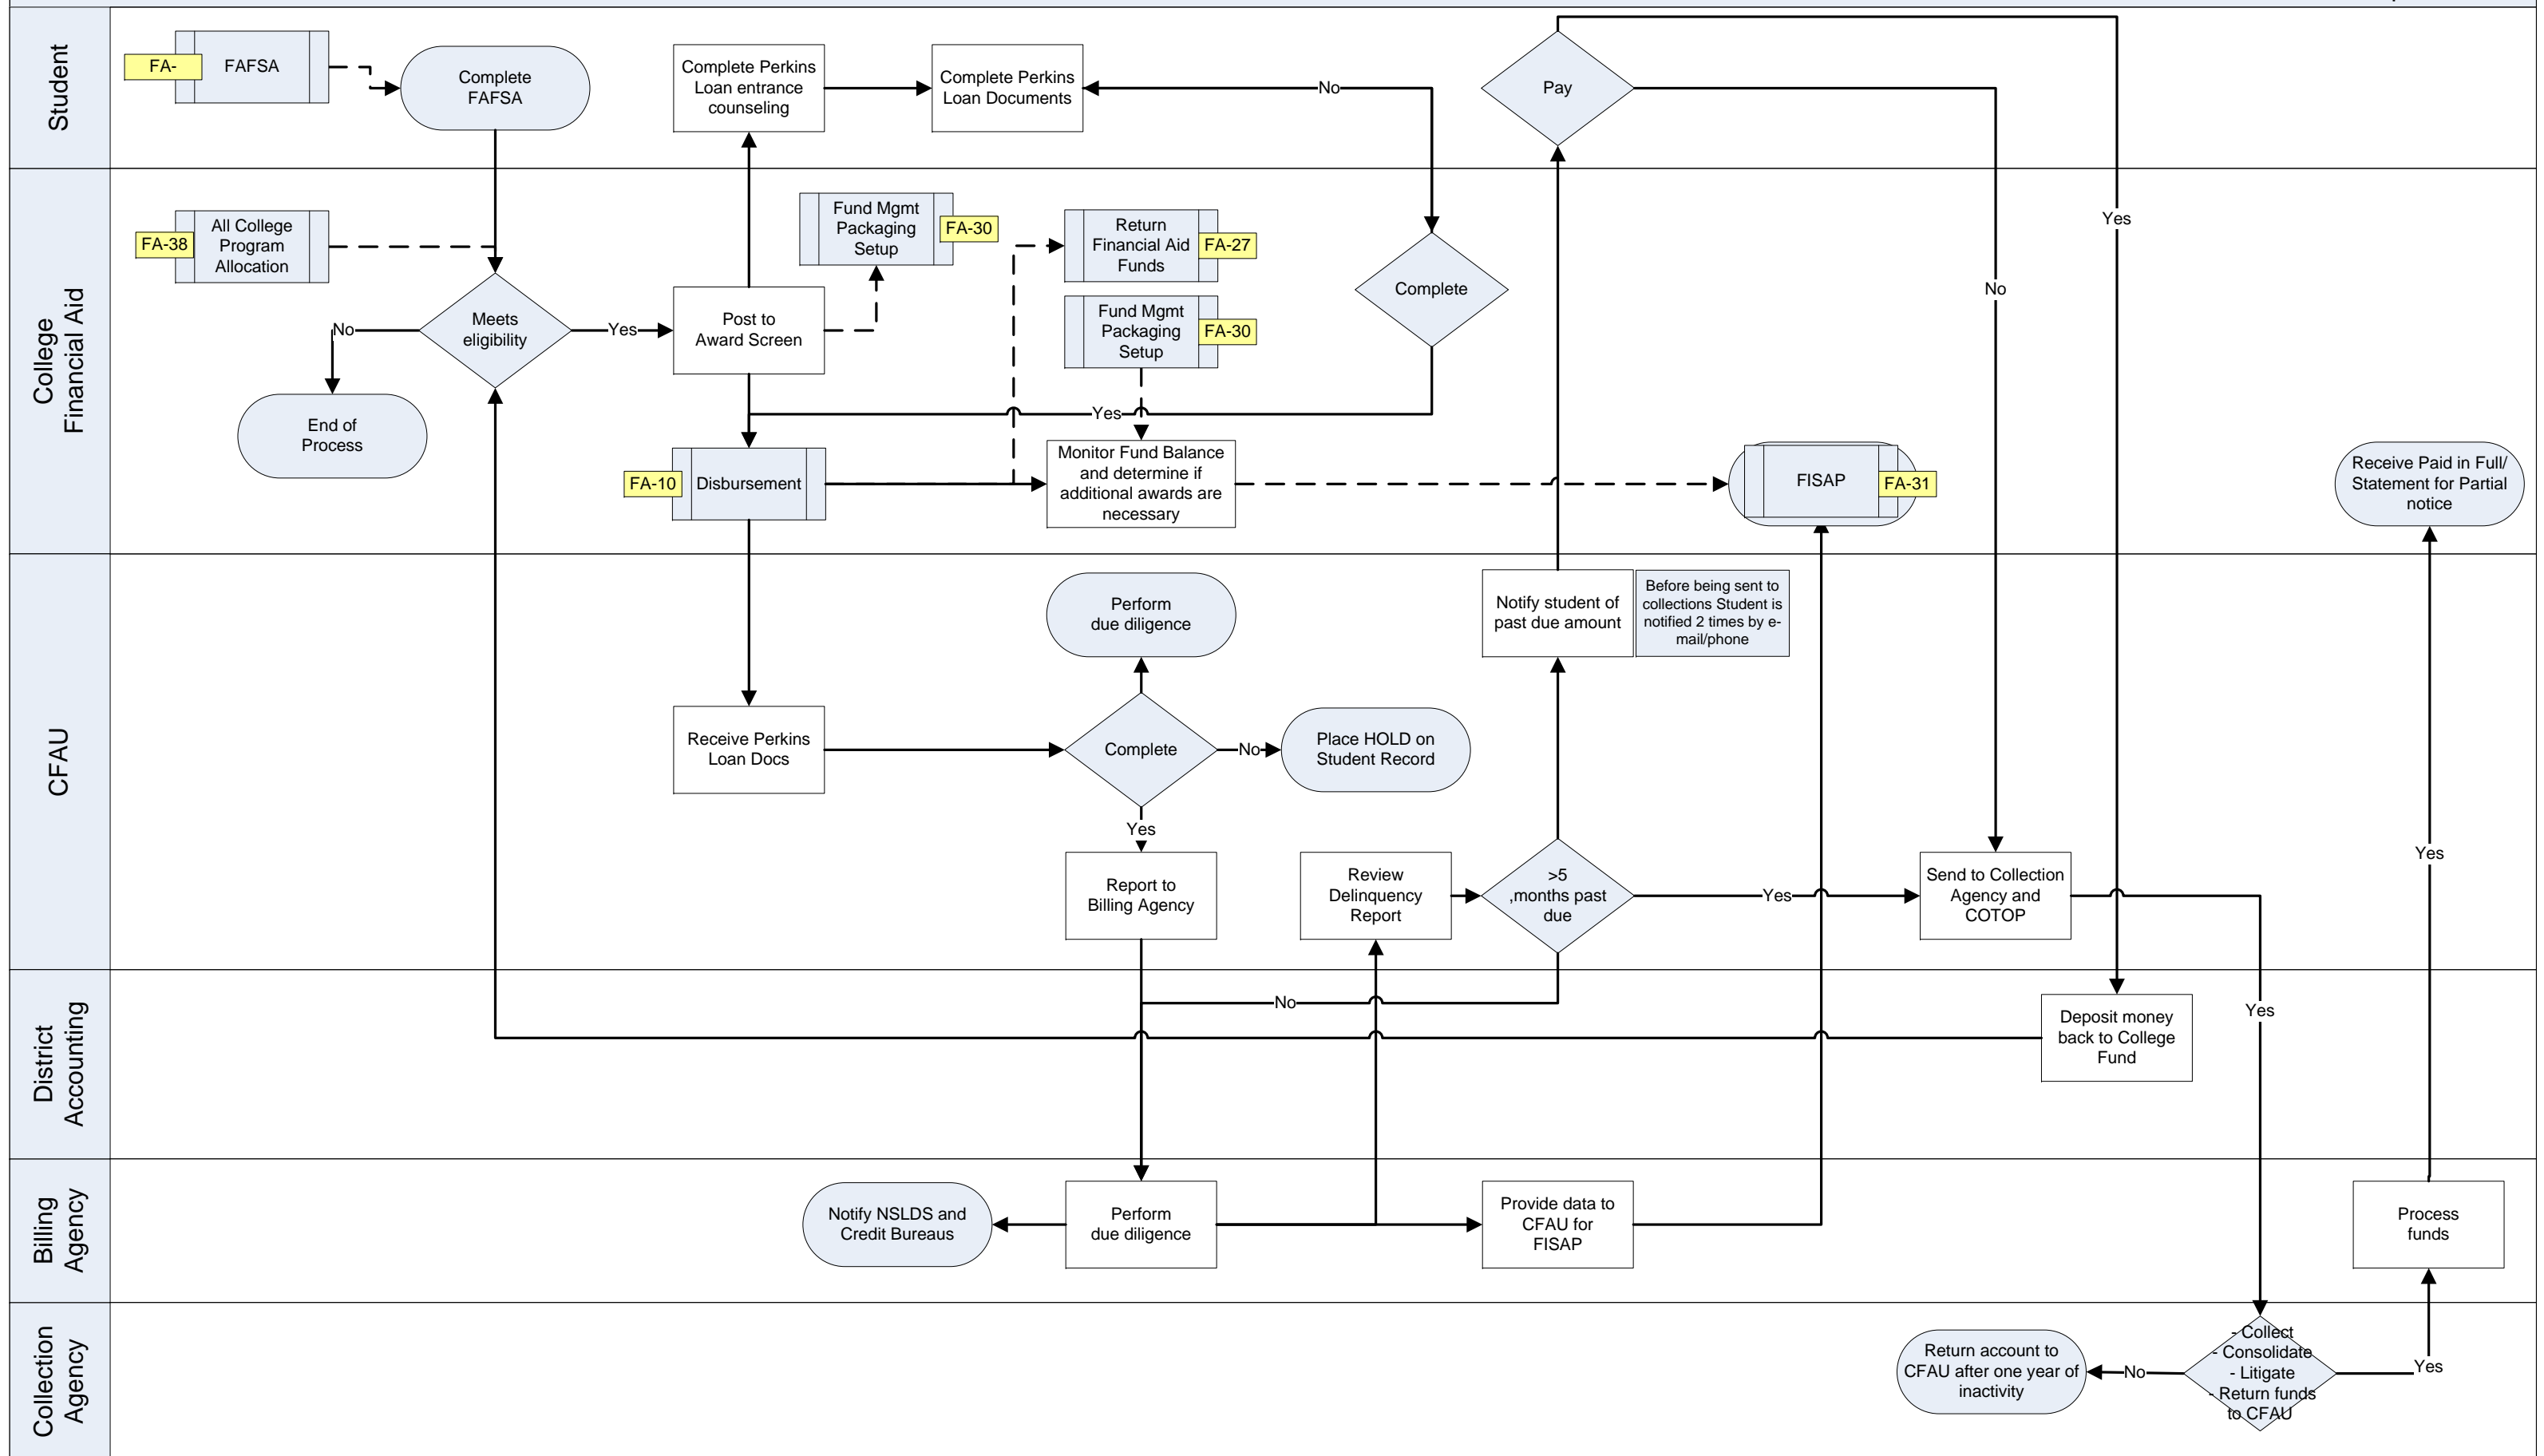 Student
FA-
FAFSA
Complete
FAFSA
Complete Perkins
Loan entrance
counseling
Complete Perkins
Loan Documents
No
Pay
College
Financial Aid
FA-38
All College
Program
Allocation
Fund Mgmt
Packaging
Setup
FA-30
Return
Financial Aid
Funds
FA-27
Yes
No
Complete
No
Meets
eligibility
Yes
Post to
Award Screen
Fund Mgmt
Packaging
Setup
FA-30
End of
Process
Yes
FA-10
Disbursement
Monitor Fund Balance
and determine if
additional awards are
necessary
FISAP
FA-31
Receive Paid in Full/
Statement for Partial
notice
CFAU
Perform
due diligence
Notify student of
past due amount
Before being sent to
collections Student is
notified 2 times by e-
mail/phone
Receive Perkins
Loan Docs
Complete
No
Place HOLD on
Student Record
Yes
Report to
Billing Agency
Review
Delinquency
Report
>5
,months past
due
Yes
Send to Collection
Agency and
COTOP
Yes
District
Accounting
No
Yes
Deposit money
back to College
Fund
Billing
Agency
Notify NSLDS and
Credit Bureaus
Perform
due diligence
Provide data to
CFAU for
FISAP
Process
funds
Collection
Agency
Return account to
CFAU after one year of
inactivity
No
- Collect
- Consolidate
- Litigate
- Return funds
to CFAU
Yes